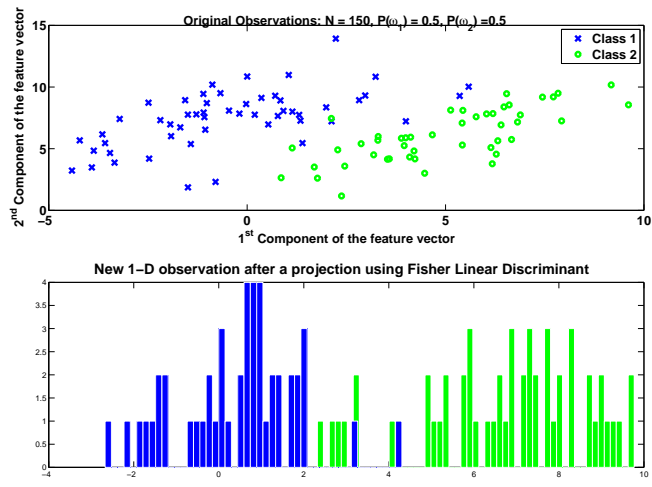 Original Observations: N = 150, P(ω₁) = 0.5, P(ω₂) =0.5
15
10
5
0
2nd Component of the feature vector
Class 1
Class 2
−5 0 5 10
1st Component of the feature vector
New 1−D observation after a projection using Fisher Linear Discriminant
4
3.5
3
2.5
2
1.5
1
0.5
0
−4 −2 0 2 4 6 8 10